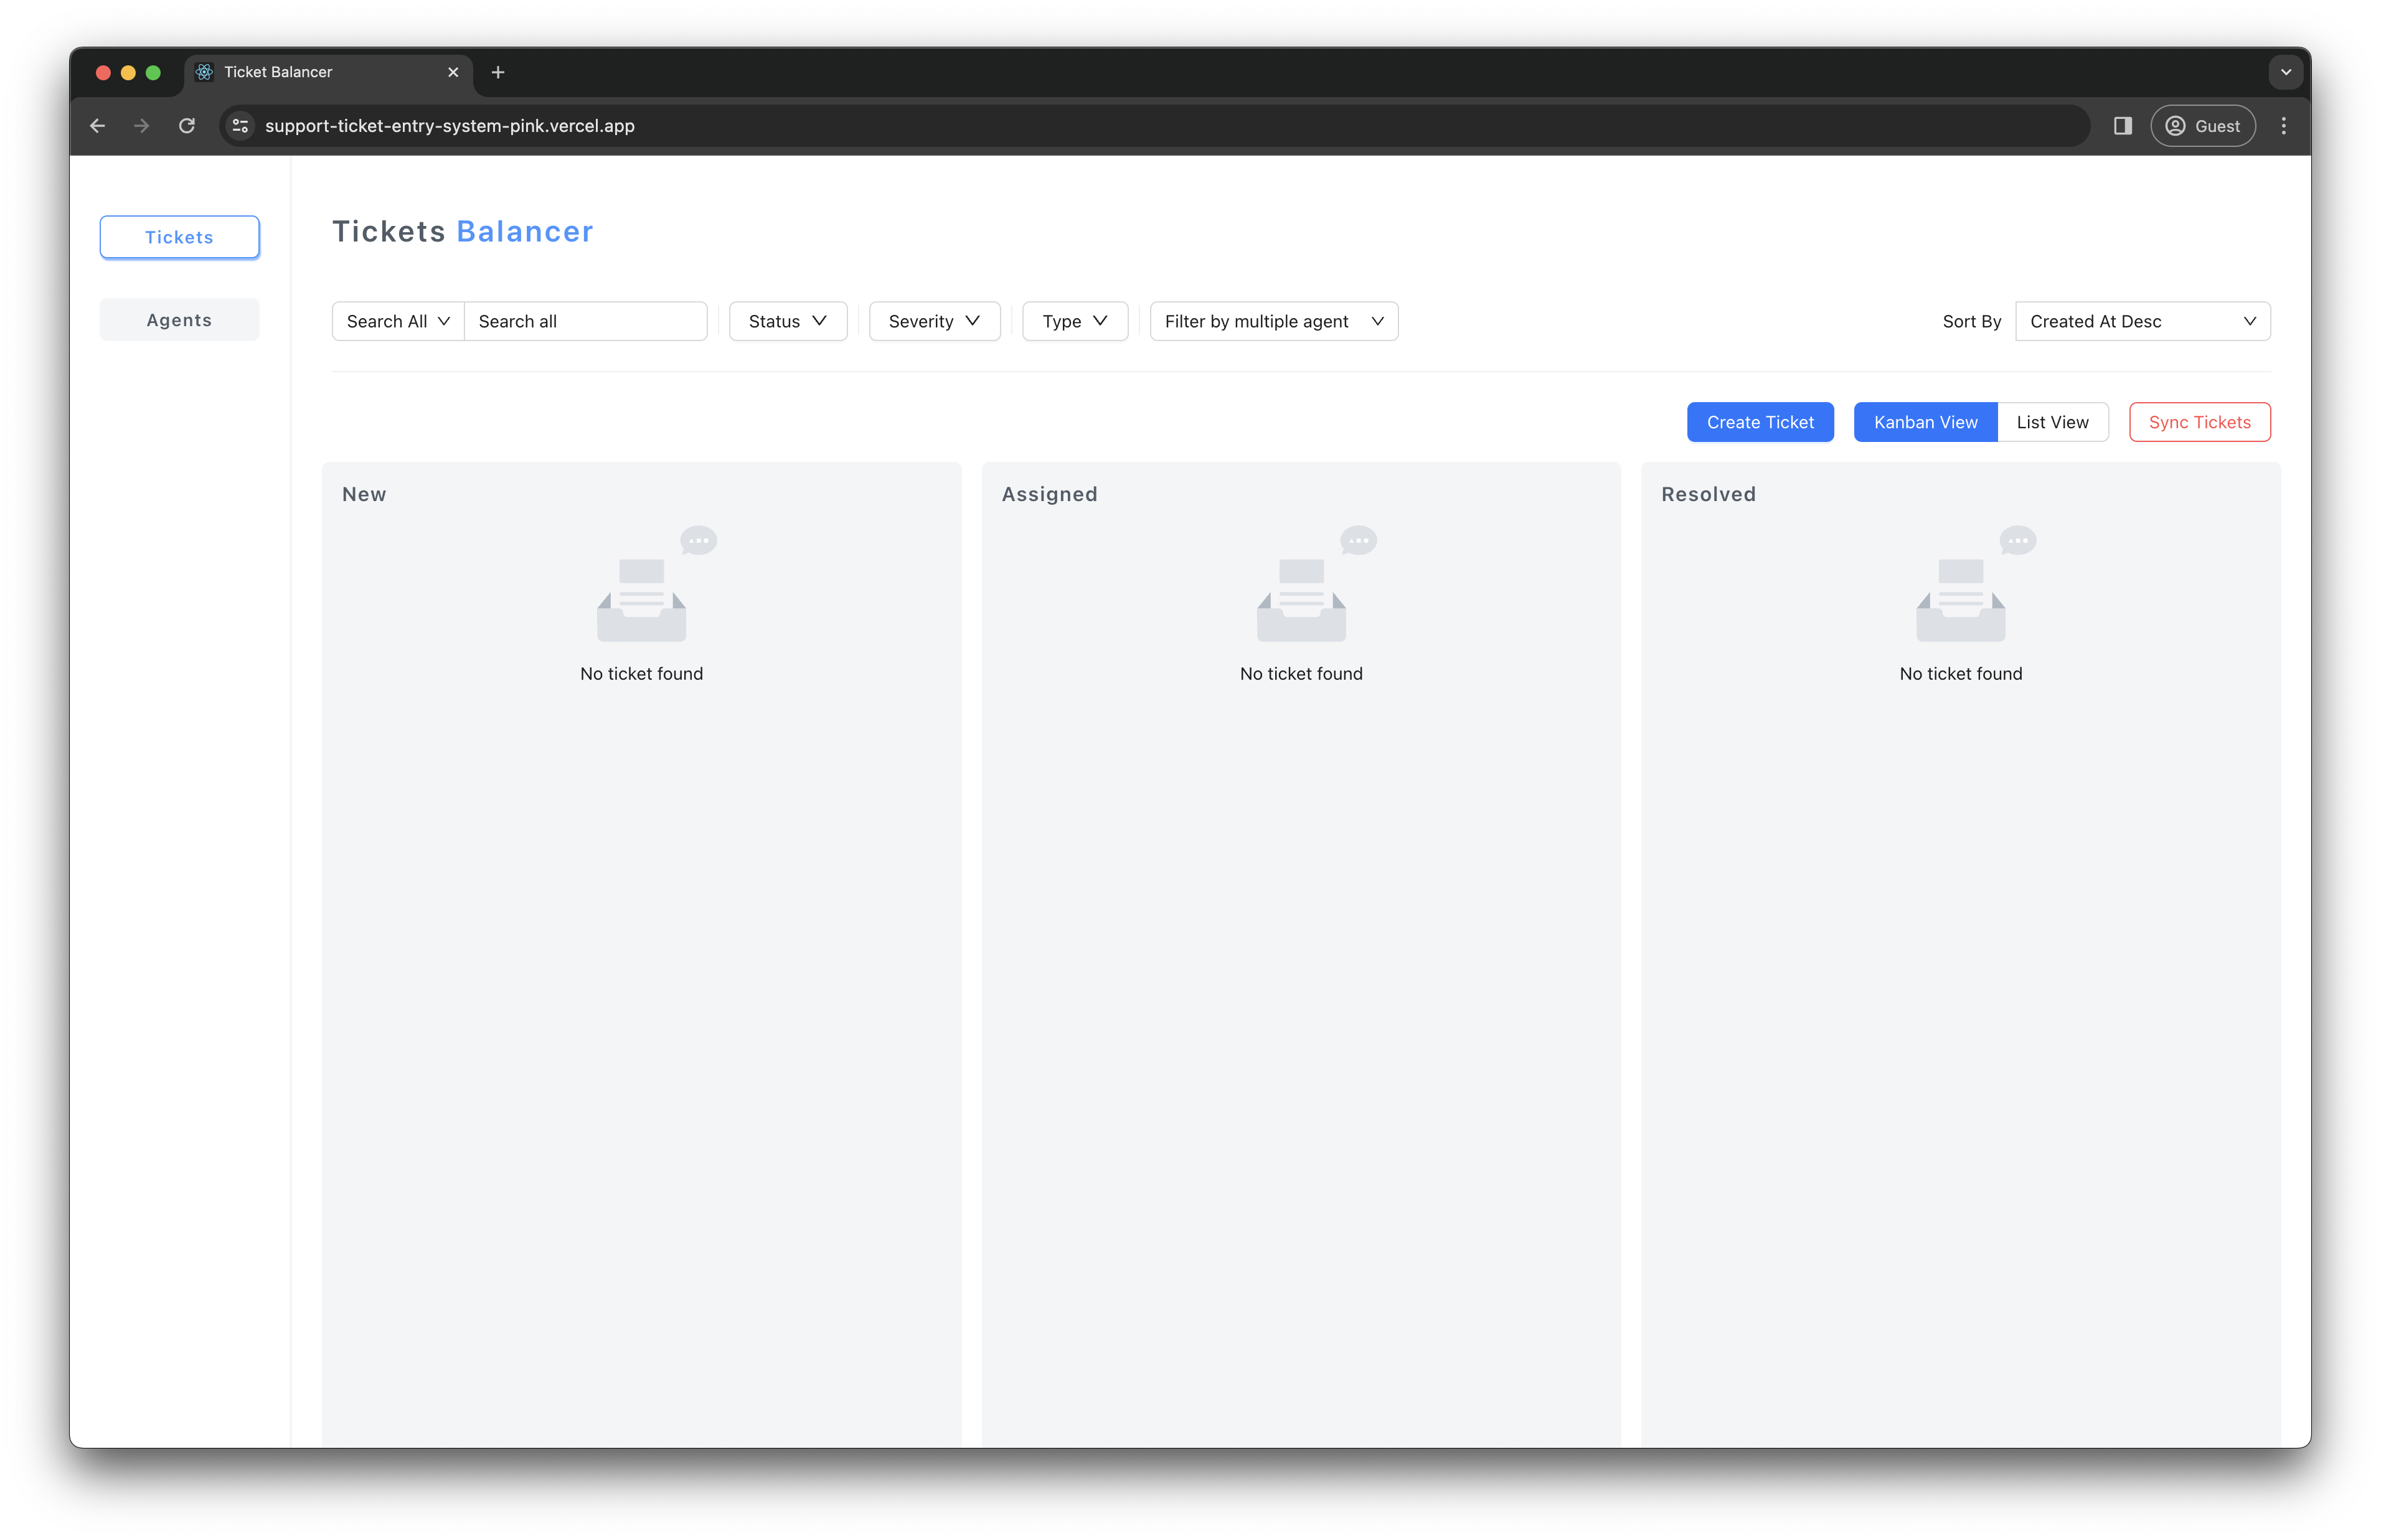 Ticket Balancer
support-ticket-entry-system-pink.vercel.app
Guest
Tickets
Agents
Tickets Balancer
Search All Search all Status Severity Type Filter by multiple agent Sort By Created At Desc
Create Ticket Kanban View List View Sync Tickets
New
No ticket found
Assigned
No ticket found
Resolved
No ticket found